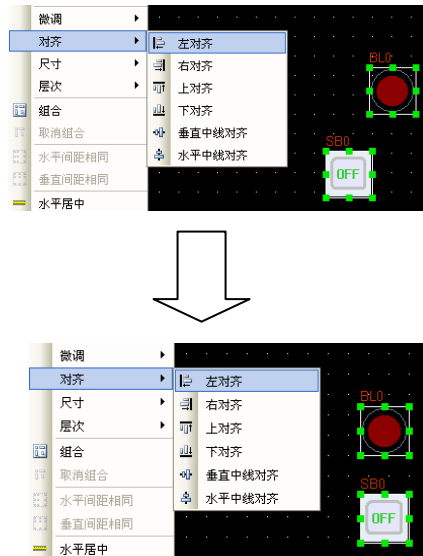 微调
对齐
左对齐
尺寸
右对齐
层次
上对齐
组合
下对齐
取消组合
垂直中线对齐
水平间距相同
水平中线对齐
垂直间距相同
水平居中
BL0
SB0
OFF
微调
对齐
左对齐
尺寸
右对齐
层次
上对齐
组合
下对齐
取消组合
垂直中线对齐
水平间距相同
水平中线对齐
垂直间距相同
水平居中
BL0
SB0
OFF